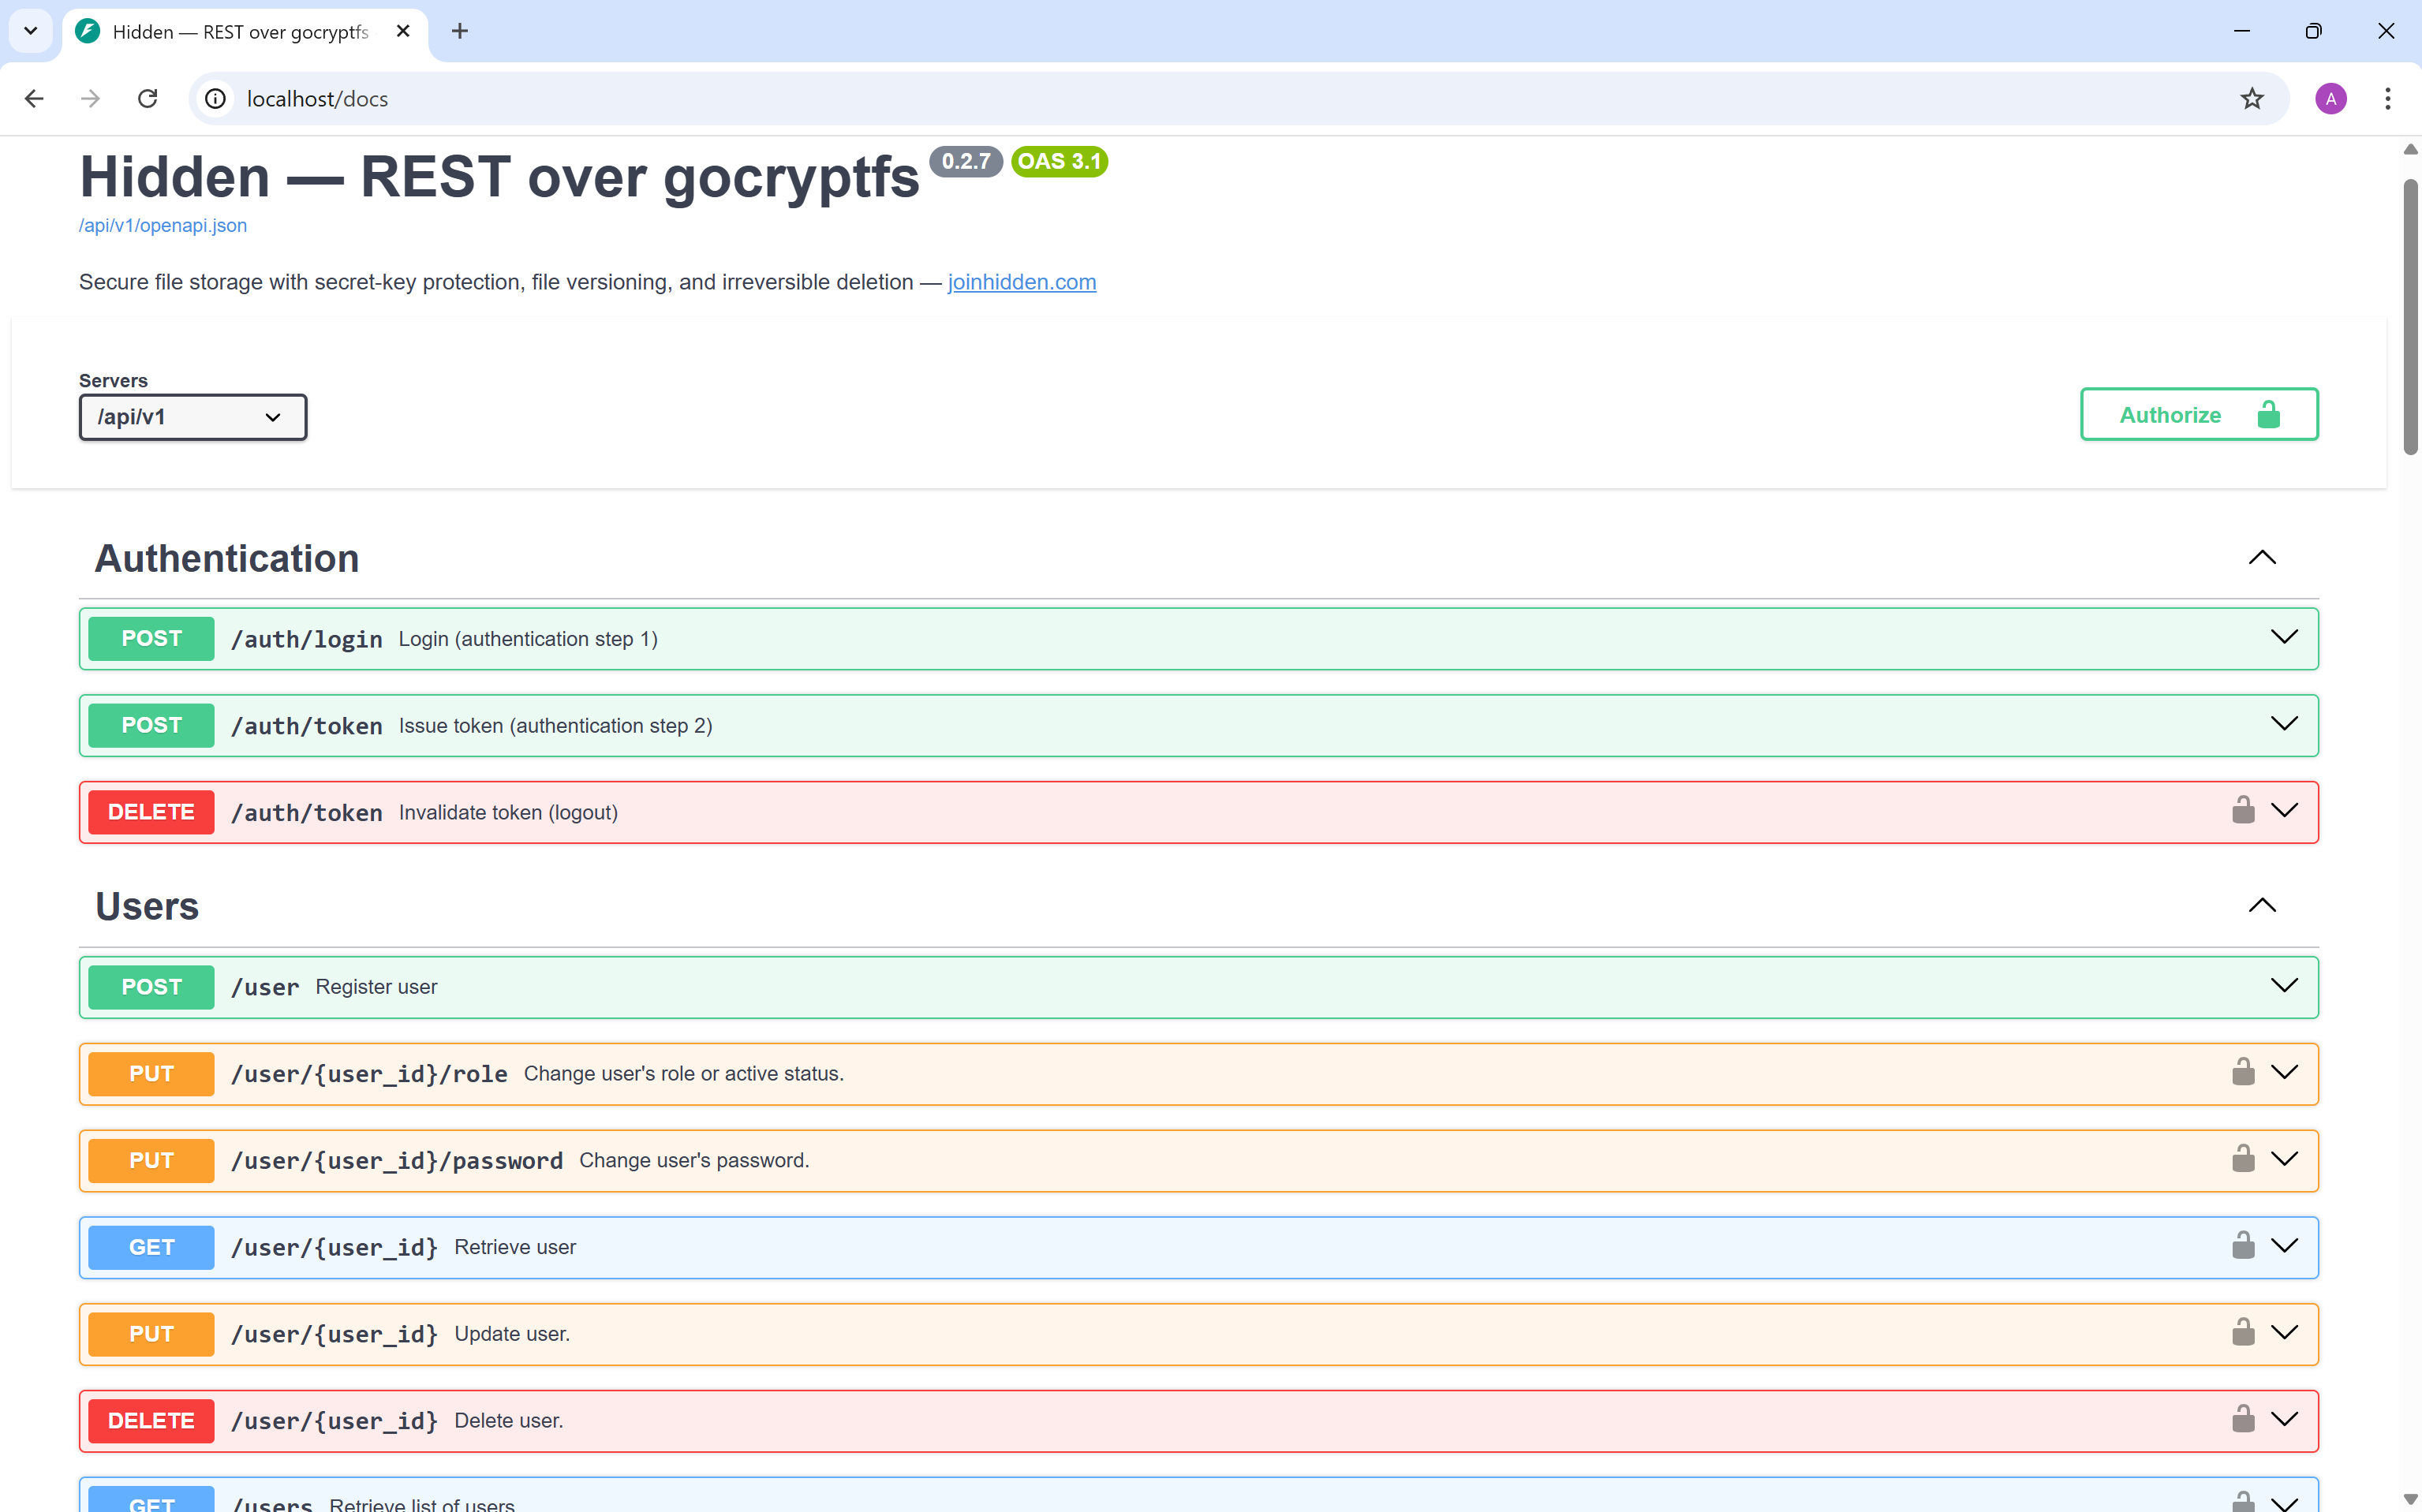 Hidden — REST over gocryptfs
localhost/docs
A
Hidden — REST over gocryptfs 0.2.7 OAS 3.1
/api/v1/openapi.json
Secure file storage with secret-key protection, file versioning, and irreversible deletion — joinhidden.com
Servers
/api/v1
Authorize
Authentication
POST /auth/login Login (authentication step 1)
POST /auth/token Issue token (authentication step 2)
DELETE /auth/token Invalidate token (logout)
Users
POST /user Register user
PUT /user/{user_id}/role Change user's role or active status.
PUT /user/{user_id}/password Change user's password.
GET /user/{user_id} Retrieve user
PUT /user/{user_id} Update user.
DELETE /user/{user_id} Delete user.
GET /users Retrieve list of users